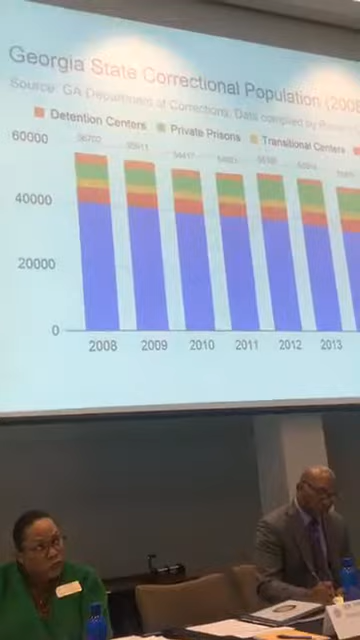 Georgia State Correctional Population (2008
Source: GA Department of Corrections. Data compiled by
Detention Centers Private Prisons Transitional Centers
60000
40000
20000
0
2008 2009 2010 2011 2012 2013